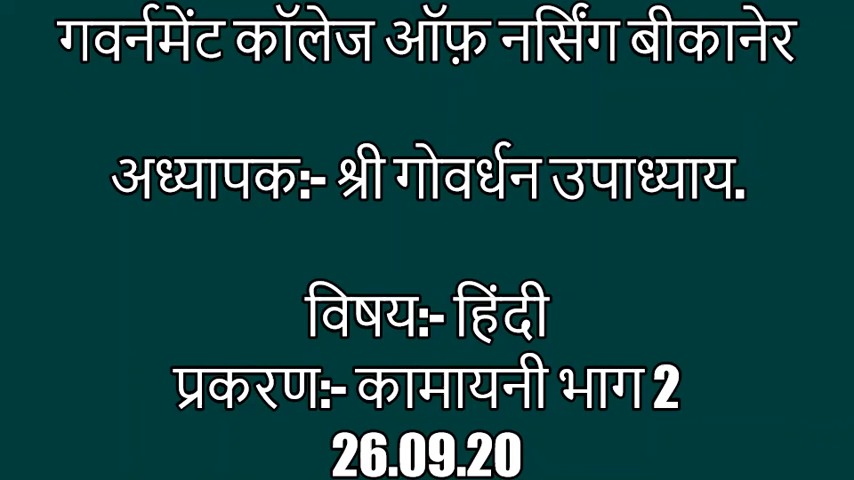 गवर्नमेंट कॉलेज ऑफ़ नर्सिंग बीकानेर
अध्यापक:- श्री गोवर्धन उपाध्याय.
विषय:- हिंदी
प्रकरण:- कामायनी भाग 2
26.09.20